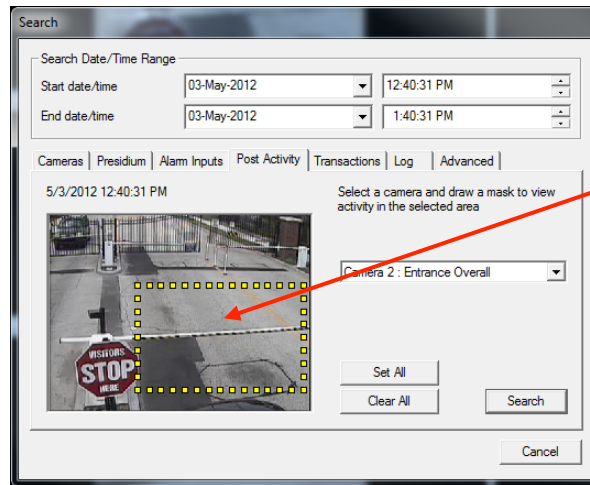 Search
Search Date/Time Range
Start date/time 03-May-2012 12:40:31 PM
End date/time 03-May-2012 1:40:31 PM
Cameras Presidium Alarm Inputs Post Activity Transactions Log Advanced
5/3/2012 12:40:31 PM
Select a camera and draw a mask to view
activity in the selected area
Camera 2 : Entrance Overall
VISITORS
STOP
HERE
Set All
Clear All
Search
Cancel